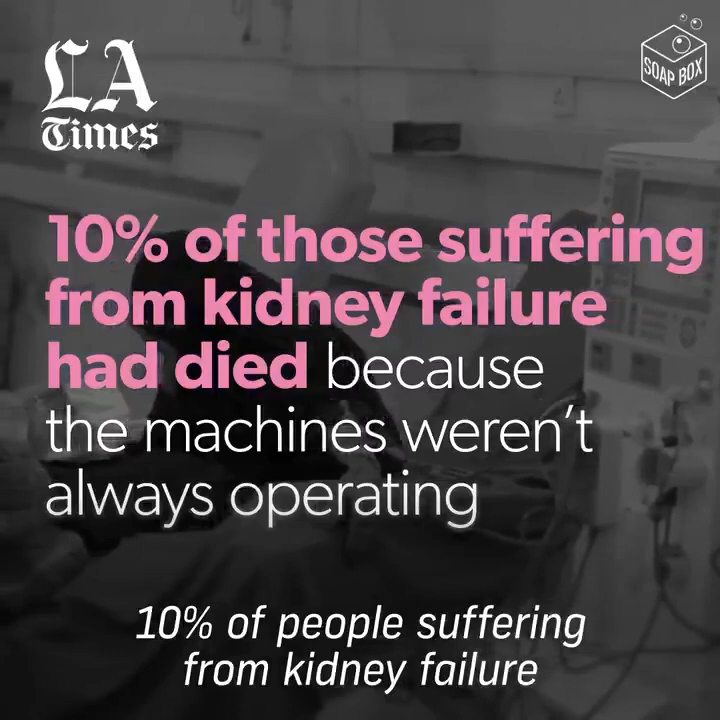 LA
Times
SOAP BOX
10% of those suffering
from kidney failure
had died because
the machines weren't
always operating
10% of people suffering
from kidney failure